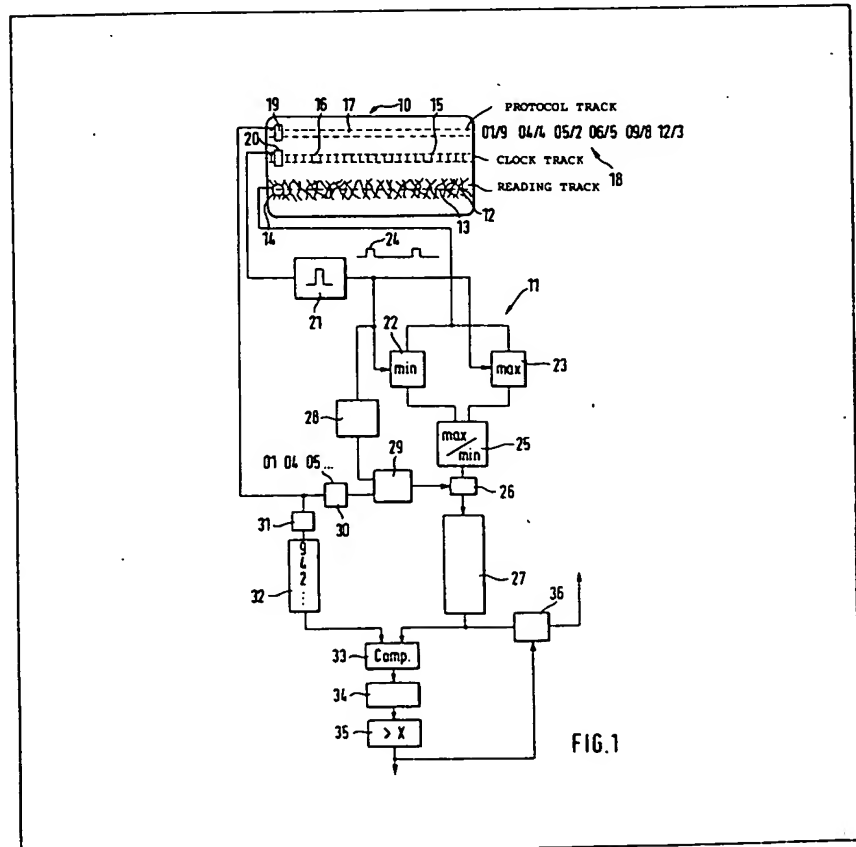 19 16 17 10 15 PROTOCOL TRACK
20 01/9 04/4 05/2 06/5 09/8 12/3
CLOCK TRACK
18
READING TRACK
14 24 13 12
11
21 22
min max 23
28
max
min 25
01 04 05... 29
26
31 30
9
4
2
...
32 27
36
33 Comp.
34
35 > X
FIG.1